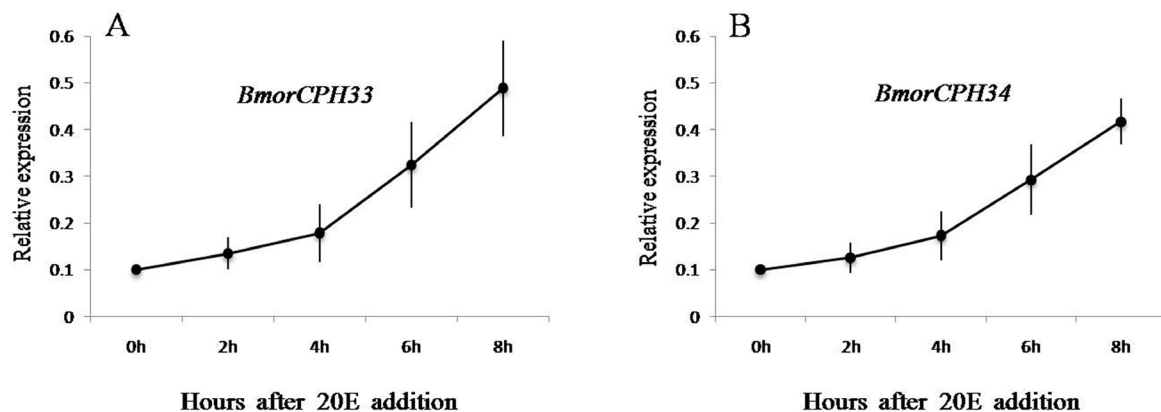 A
0.6
0.5
0.4
0.3
0.2
0.1
0
Relative expression
BmorCPH33
0h 2h 4h 6h 8h
Hours after 20E addition
B
0.6
0.5
0.4
0.3
0.2
0.1
0
Relative expression
BmorCPH34
0h 2h 4h 6h 8h
Hours after 20E addition